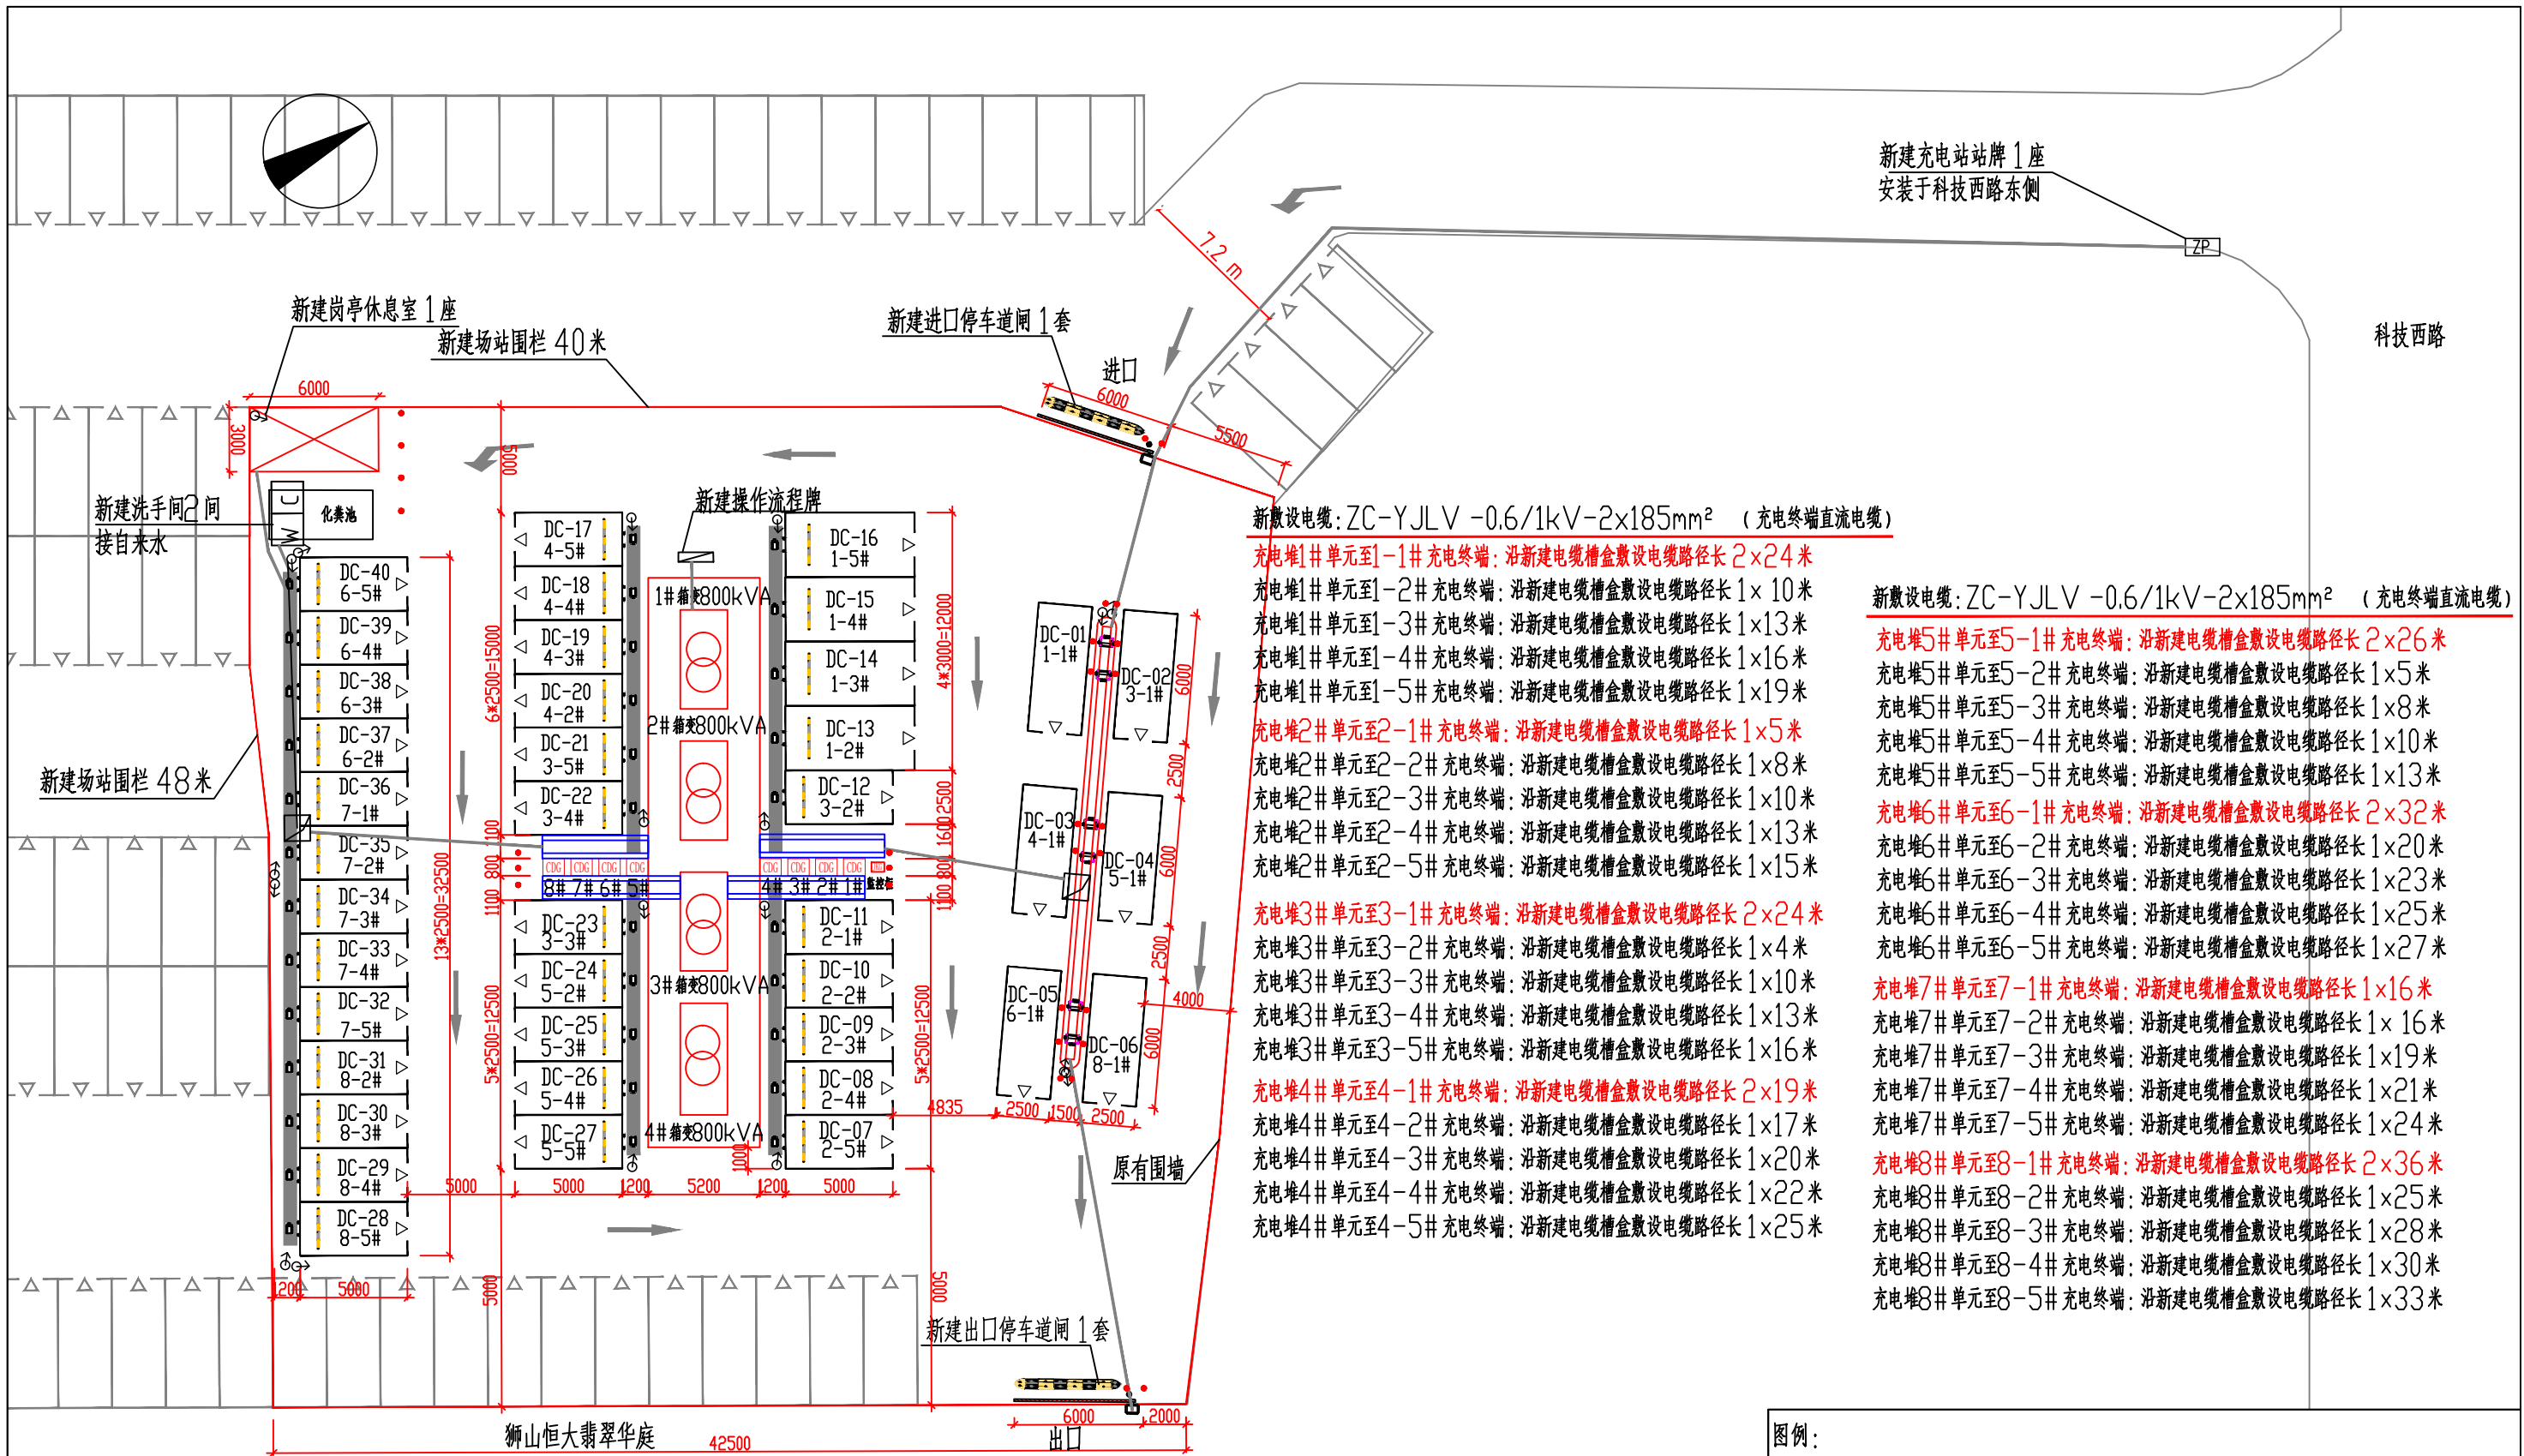 新建充电站站牌 1座
安装于科技西路东侧
ZP
7.2 m
科技西路
新建岗亭休息室 1座
新建场站围栏 40米
新建进口停车道闸 1套
进口
6000
5500
6000
3000
5000
新建洗手间2间
接自来水
WC
化粪池
新建操作流程牌
新建场站围栏 48米
DC-40
6-5#
DC-39
6-4#
DC-38
6-3#
DC-37
6-2#
DC-36
7-1#
DC-35
7-2#
DC-34
7-3#
DC-33
7-4#
DC-32
7-5#
DC-31
8-2#
DC-30
8-3#
DC-29
8-4#
DC-28
8-5#
13*2500=32500
1200
5000
DC-17
4-5#
DC-18
4-4#
DC-19
4-3#
DC-20
4-2#
DC-21
3-5#
DC-22
3-4#
6*2500=15000
1100
800
1100
CDG CDG CDG CDG
8# 7# 6# 5#
DC-23
3-3#
DC-24
5-2#
DC-25
5-3#
DC-26
5-4#
DC-27
5-5#
5*2500=12500
5000
1#箱变800kVA
2#箱变800kVA
3#箱变800kVA
4#箱变800kVA
1000
DC-16
1-5#
DC-15
1-4#
DC-14
1-3#
DC-13
1-2#
DC-12
3-2#
4*3000=12000
2500
1600
800
1100
CDG CDG CDG CDG
4# 3# 2# 1#
DC-11
2-1#
DC-10
2-2#
DC-09
2-3#
DC-08
2-4#
DC-07
2-5#
5*2500=12500
5000
5000
5000
1200
5200
1200
5000
4835
2500
1500
2500
DC-01
1-1#
DC-02
3-1#
DC-03
4-1#
DC-04
5-1#
DC-05
6-1#
DC-06
8-1#
6000
2500
6000
2500
6000
4000
原有围墙
新建出口停车道闸 1套
6000
2000
出口
狮山恒大翡翠华庭
42500
新敷设电缆:ZC-YJLV -0.6/1kV-2x185mm² (充电终端直流电缆)
充电堆1#单元至1-1#充电终端:沿新建电缆槽盒敷设电缆路径长 2×24米
充电堆1#单元至1-2#充电终端:沿新建电缆槽盒敷设电缆路径长 1× 10米
充电堆1#单元至1-3#充电终端:沿新建电缆槽盒敷设电缆路径长 1×13米
充电堆1#单元至1-4#充电终端:沿新建电缆槽盒敷设电缆路径长 1×16米
充电堆1#单元至1-5#充电终端:沿新建电缆槽盒敷设电缆路径长 1×19米
充电堆2#单元至2-1#充电终端:沿新建电缆槽盒敷设电缆路径长 1×5米
充电堆2#单元至2-2#充电终端:沿新建电缆槽盒敷设电缆路径长 1×8米
充电堆2#单元至2-3#充电终端:沿新建电缆槽盒敷设电缆路径长 1×10米
充电堆2#单元至2-4#充电终端:沿新建电缆槽盒敷设电缆路径长 1×13米
充电堆2#单元至2-5#充电终端:沿新建电缆槽盒敷设电缆路径长 1×15米
充电堆3#单元至3-1#充电终端:沿新建电缆槽盒敷设电缆路径长 2×24米
充电堆3#单元至3-2#充电终端:沿新建电缆槽盒敷设电缆路径长 1×4米
充电堆3#单元至3-3#充电终端:沿新建电缆槽盒敷设电缆路径长 1×10米
充电堆3#单元至3-4#充电终端:沿新建电缆槽盒敷设电缆路径长 1×13米
充电堆3#单元至3-5#充电终端:沿新建电缆槽盒敷设电缆路径长 1×16米
充电堆4#单元至4-1#充电终端:沿新建电缆槽盒敷设电缆路径长 2×19米
充电堆4#单元至4-2#充电终端:沿新建电缆槽盒敷设电缆路径长 1×17米
充电堆4#单元至4-3#充电终端:沿新建电缆槽盒敷设电缆路径长 1×20米
充电堆4#单元至4-4#充电终端:沿新建电缆槽盒敷设电缆路径长 1×22米
充电堆4#单元至4-5#充电终端:沿新建电缆槽盒敷设电缆路径长 1×25米
新敷设电缆:ZC-YJLV -0.6/1kV-2x185mm² (充电终端直流电缆)
充电堆5#单元至5-1#充电终端:沿新建电缆槽盒敷设电缆路径长 2×26米
充电堆5#单元至5-2#充电终端:沿新建电缆槽盒敷设电缆路径长 1×5米
充电堆5#单元至5-3#充电终端:沿新建电缆槽盒敷设电缆路径长 1×8米
充电堆5#单元至5-4#充电终端:沿新建电缆槽盒敷设电缆路径长 1×10米
充电堆5#单元至5-5#充电终端:沿新建电缆槽盒敷设电缆路径长 1×13米
充电堆6#单元至6-1#充电终端:沿新建电缆槽盒敷设电缆路径长 2×32米
充电堆6#单元至6-2#充电终端:沿新建电缆槽盒敷设电缆路径长 1×20米
充电堆6#单元至6-3#充电终端:沿新建电缆槽盒敷设电缆路径长 1×23米
充电堆6#单元至6-4#充电终端:沿新建电缆槽盒敷设电缆路径长 1×25米
充电堆6#单元至6-5#充电终端:沿新建电缆槽盒敷设电缆路径长 1×27米
充电堆7#单元至7-1#充电终端:沿新建电缆槽盒敷设电缆路径长 1×16米
充电堆7#单元至7-2#充电终端:沿新建电缆槽盒敷设电缆路径长 1× 16米
充电堆7#单元至7-3#充电终端:沿新建电缆槽盒敷设电缆路径长 1×19米
充电堆7#单元至7-4#充电终端:沿新建电缆槽盒敷设电缆路径长 1×21米
充电堆7#单元至7-5#充电终端:沿新建电缆槽盒敷设电缆路径长 1×24米
充电堆8#单元至8-1#充电终端:沿新建电缆槽盒敷设电缆路径长 2×36米
充电堆8#单元至8-2#充电终端:沿新建电缆槽盒敷设电缆路径长 1×25米
充电堆8#单元至8-3#充电终端:沿新建电缆槽盒敷设电缆路径长 1×28米
充电堆8#单元至8-4#充电终端:沿新建电缆槽盒敷设电缆路径长 1×30米
充电堆8#单元至8-5#充电终端:沿新建电缆槽盒敷设电缆路径长 1×33米
图例: